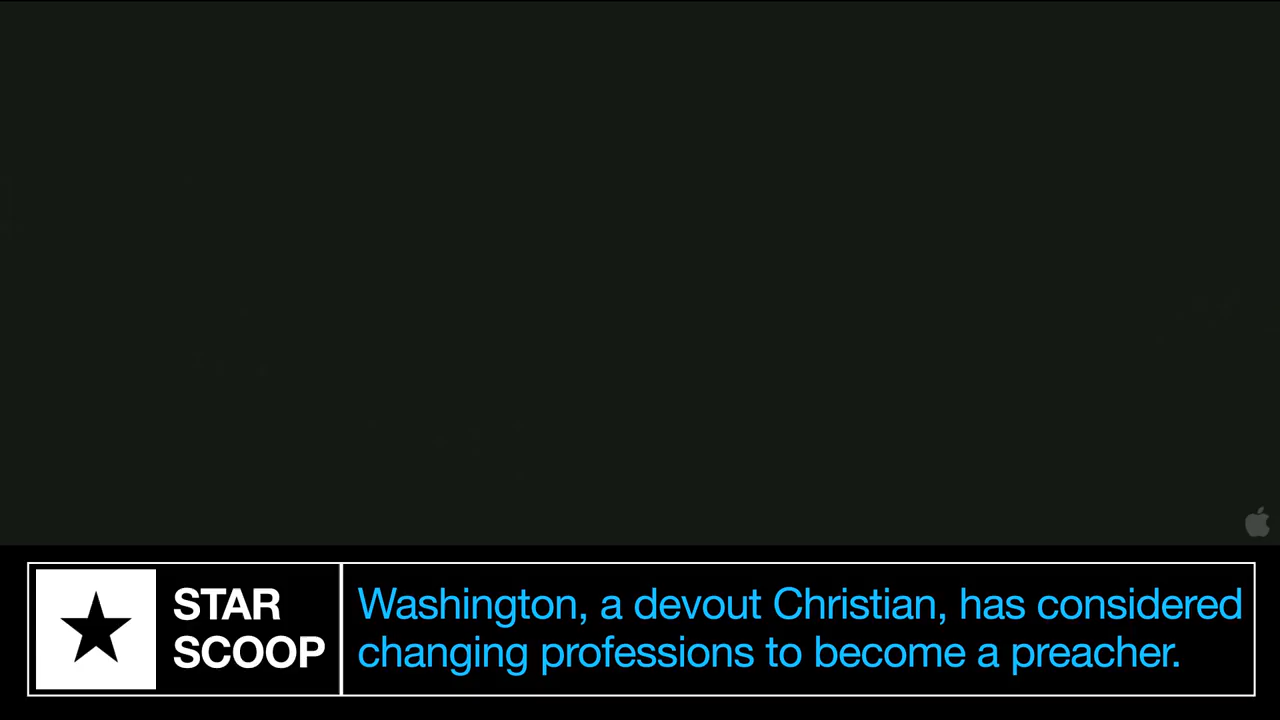 STAR
SCOOP
Washington, a devout Christian, has considered
changing professions to become a preacher.